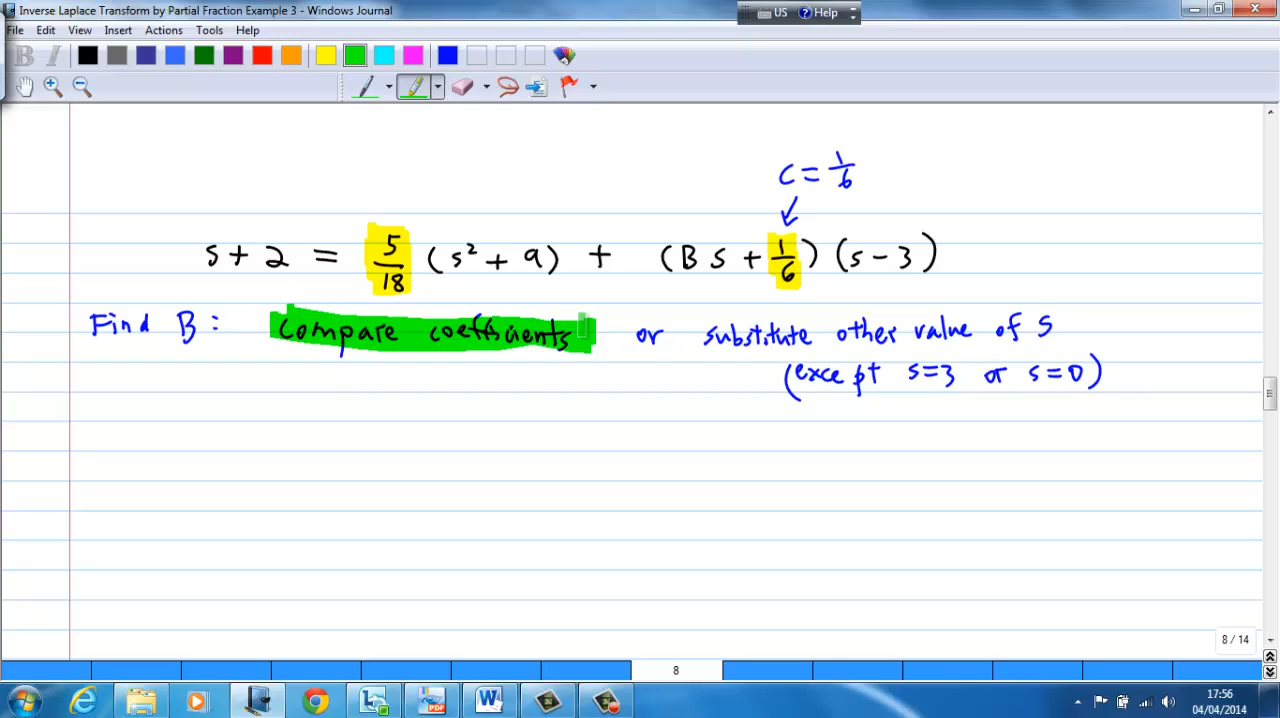 Inverse Laplace Transform by Partial Fraction Example 3 - Windows Journal
US Help
File Edit View Insert Actions Tools Help
B I
C = 1/6
s + 2 = 5/18 (s² + 9) + (B s + 1/6) (s - 3)
Find B : compare coefficients or substitute other value of s
(except s=3 or s=0)
8 / 14
8
17:56
04/04/2014